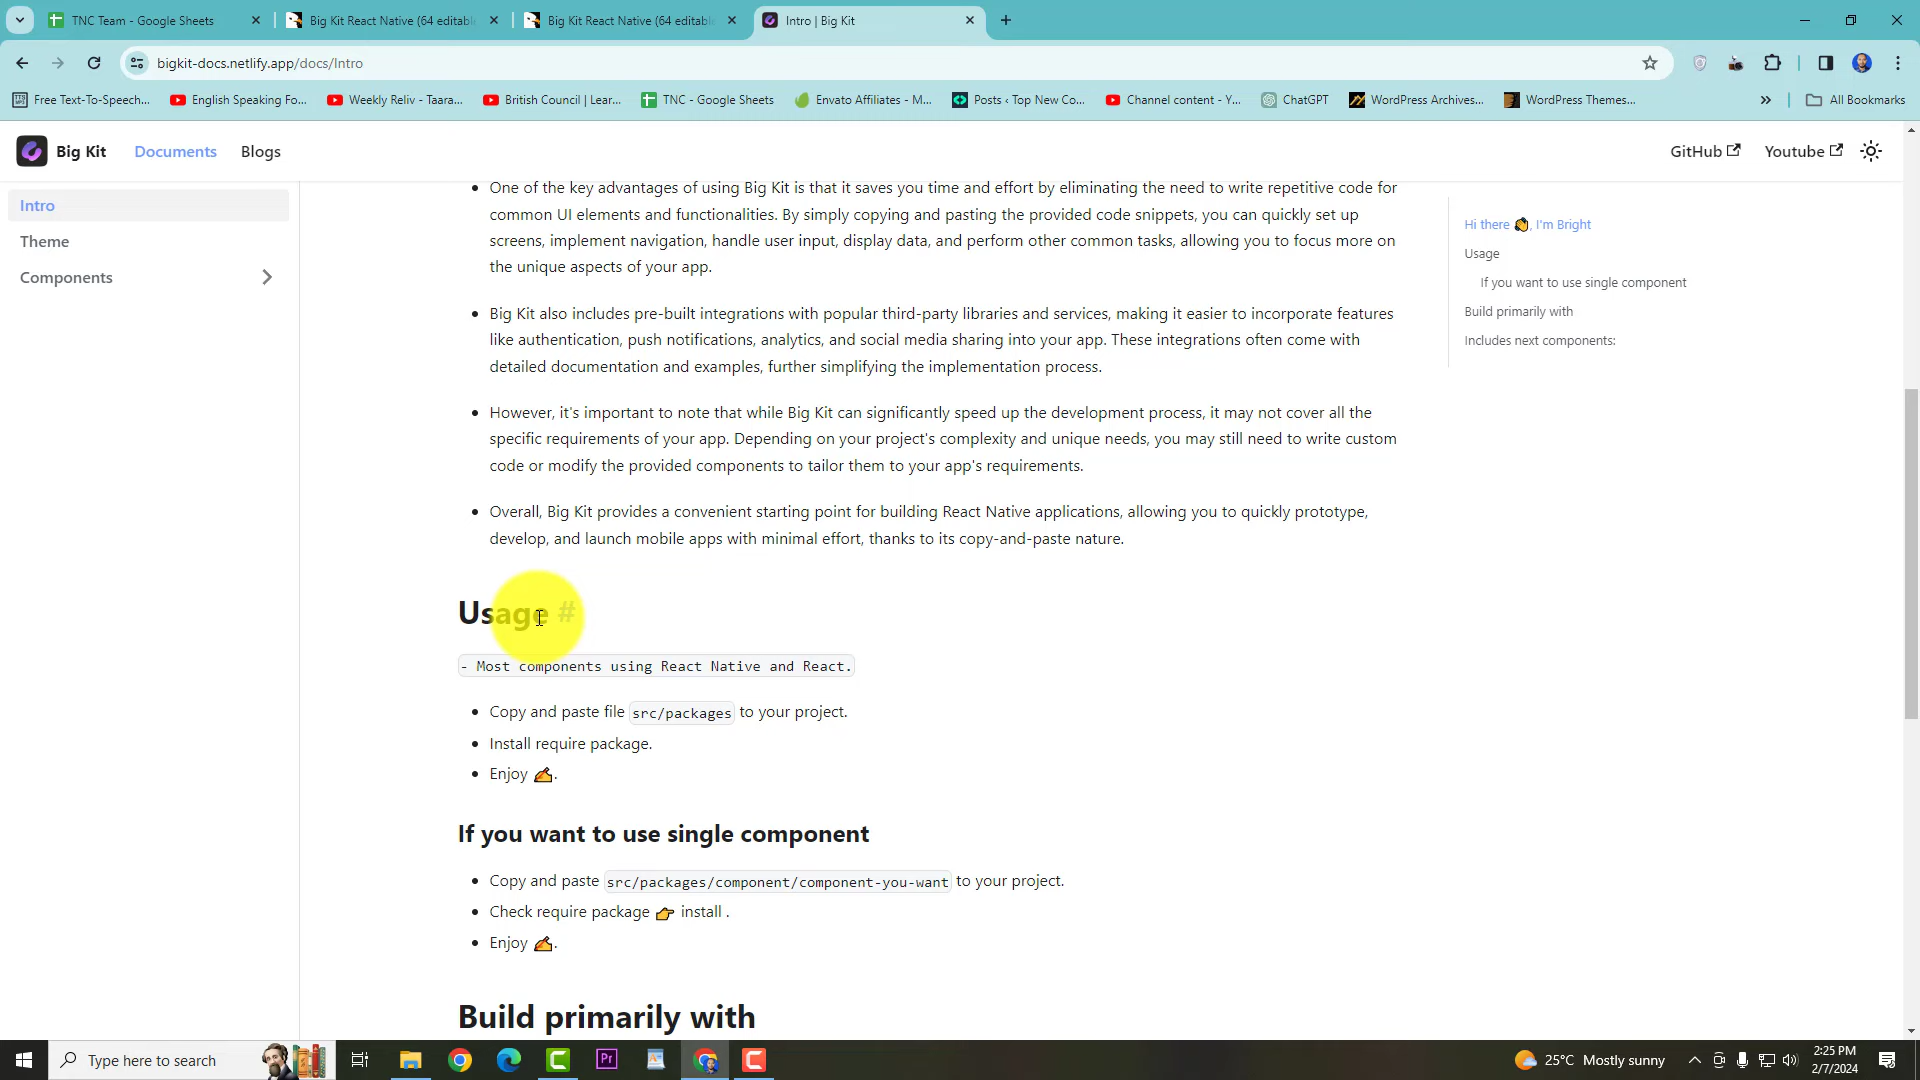 TNC Team - Google Sheets
Big Kit React Native (64 editabl
Big Kit React Native (64 editabl
Intro | Big Kit
bigkit-docs.netlify.app/docs/Intro
Free Text-To-Speech...
English Speaking Fo...
Weekly Reliv - Taara...
British Council | Lear...
TNC - Google Sheets
Envato Affiliates - M...
Posts ‹ Top New Co...
Channel content - Y...
ChatGPT
WordPress Archives...
WordPress Themes...
»
All Bookmarks
Big Kit
Documents
Blogs
GitHub
Youtube
Intro
Theme
Components
• One of the key advantages of using Big Kit is that it saves you time and effort by eliminating the need to write repetitive code for
common UI elements and functionalities. By simply copying and pasting the provided code snippets, you can quickly set up
screens, implement navigation, handle user input, display data, and perform other common tasks, allowing you to focus more on
the unique aspects of your app.
• Big Kit also includes pre-built integrations with popular third-party libraries and services, making it easier to incorporate features
like authentication, push notifications, analytics, and social media sharing into your app. These integrations often come with
detailed documentation and examples, further simplifying the implementation process.
• However, it's important to note that while Big Kit can significantly speed up the development process, it may not cover all the
specific requirements of your app. Depending on your project's complexity and unique needs, you may still need to write custom
code or modify the provided components to tailor them to your app's requirements.
• Overall, Big Kit provides a convenient starting point for building React Native applications, allowing you to quickly prototype,
develop, and launch mobile apps with minimal effort, thanks to its copy-and-paste nature.
Usage #
- Most components using React Native and React.
• Copy and paste file src/packages to your project.
• Install require package.
• Enjoy ✍️.
If you want to use single component
• Copy and paste src/packages/component/component-you-want to your project.
• Check require package 👉 install .
• Enjoy ✍️.
Build primarily with
Hi there 👏, I'm Bright
Usage
If you want to use single component
Build primarily with
Includes next components:
Type here to search
25°C Mostly sunny
2:25 PM
2/7/2024